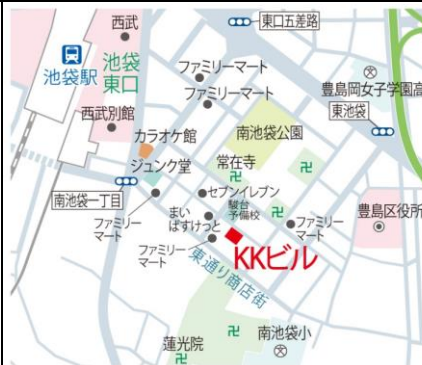 西武
東口五差路
池袋駅
池袋
東口
ファミリーマート
ファミリーマート
豊島岡女子学園高
東池袋
西武別館
カラオケ館
南池袋公園
ジュンク堂
常在寺
南池袋一丁目
セブンイレブン
駿台
予備校
ファミリー
マート
まい
ばすけっと
ファミリー
マート
豊島区役所
ファミリー
マート
KKビル
東通り商店街
蓮光院
南池袋小